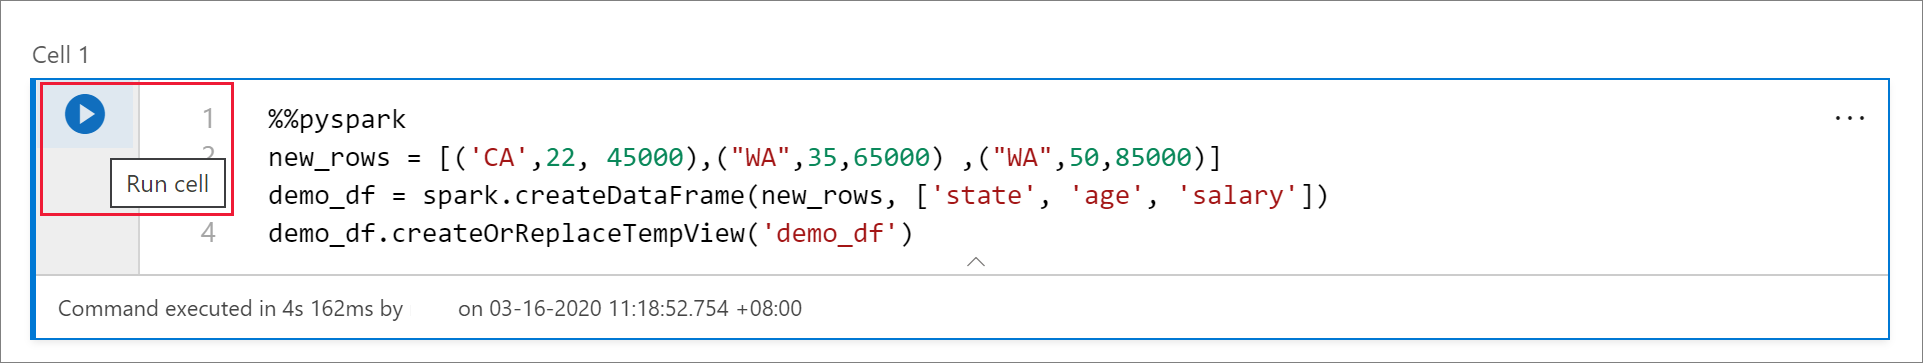 Cell 1
1 %%pyspark
2 new_rows = [('CA',22, 45000),("WA",35,65000) ,("WA",50,85000)]
Run cell
demo_df = spark.createDataFrame(new_rows, ['state', 'age', 'salary'])
4 demo_df.createOrReplaceTempView('demo_df')
Command executed in 4s 162ms by on 03-16-2020 11:18:52.754 +08:00